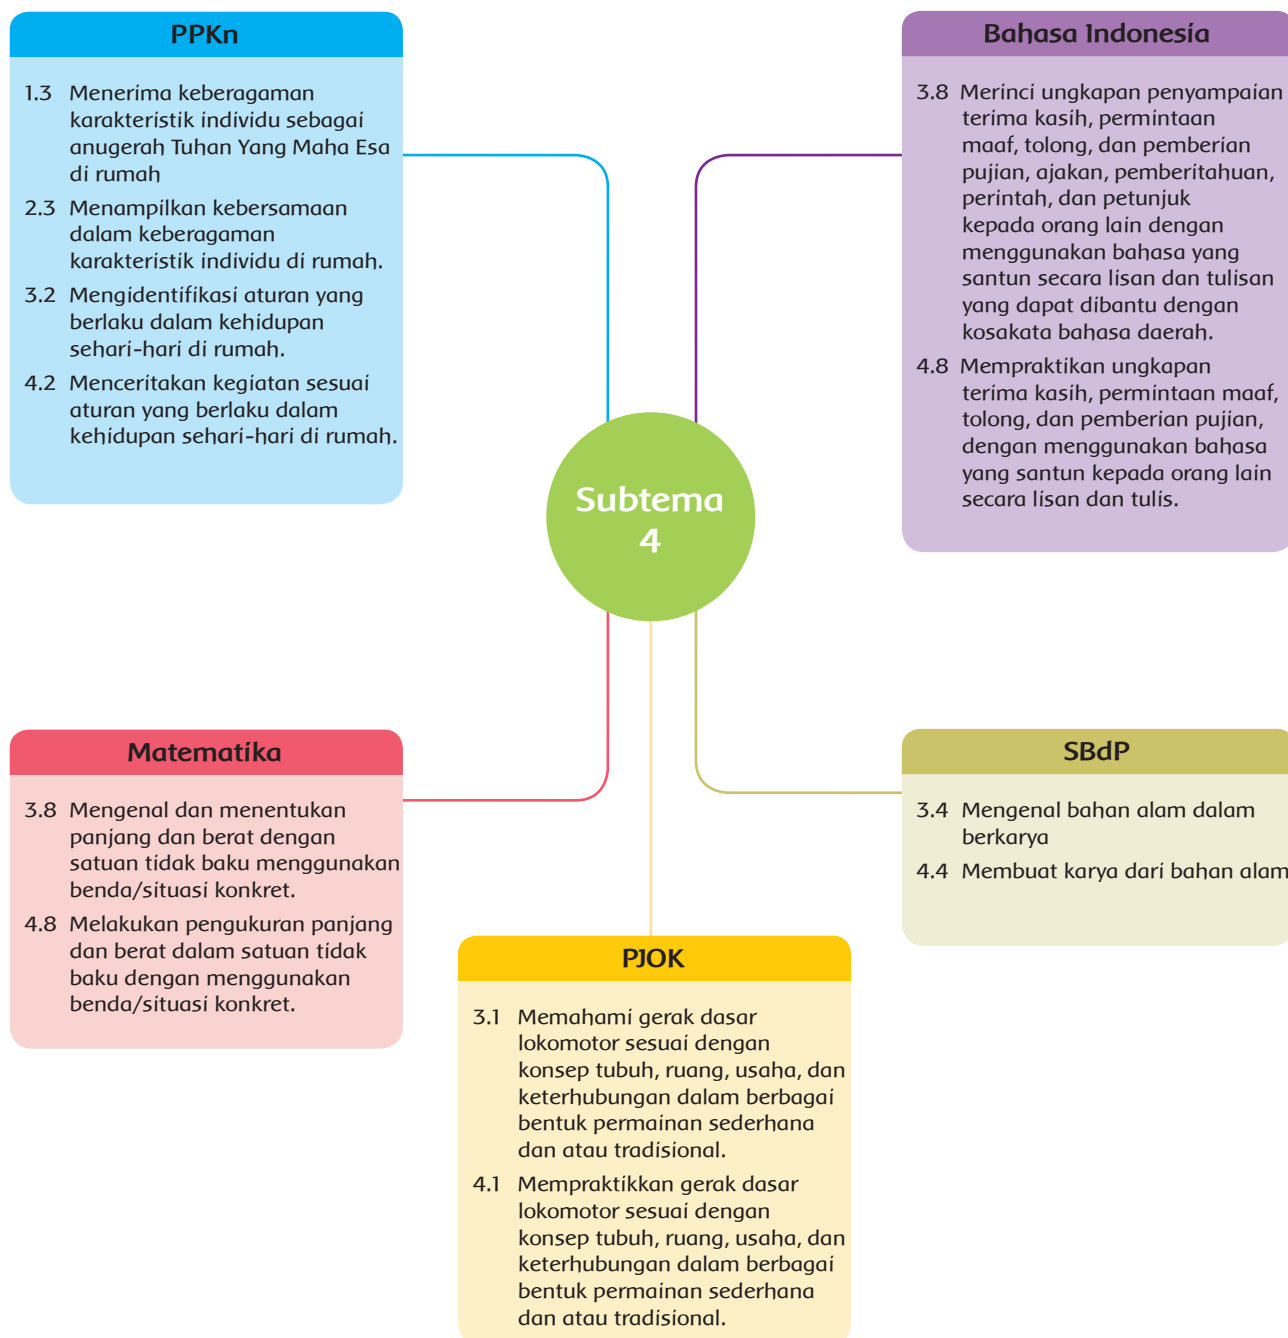 PPKn
1.3 Menerima keberagaman
karakteristik individu sebagai
anugerah Tuhan Yang Maha Esa
di rumah
2.3 Menampilkan kebersamaan
dalam keberagaman
karakteristik individu di rumah.
3.2 Mengidentifikasi aturan yang
berlaku dalam kehidupan
sehari-hari di rumah.
4.2 Menceritakan kegiatan sesuai
aturan yang berlaku dalam
kehidupan sehari-hari di rumah.
Bahasa Indonesia
3.8 Merinci ungkapan penyampaian
terima kasih, permintaan
maaf, tolong, dan pemberian
pujian, ajakan, pemberitahuan,
perintah, dan petunjuk
kepada orang lain dengan
menggunakan bahasa yang
santun secara lisan dan tulisan
yang dapat dibantu dengan
kosakata bahasa daerah.
4.8 Mempraktikan ungkapan
terima kasih, permintaan maaf,
tolong, dan pemberian pujian,
dengan menggunakan bahasa
yang santun kepada orang lain
secara lisan dan tulis.
Subtema
4
Matematika
3.8 Mengenal dan menentukan
panjang dan berat dengan
satuan tidak baku menggunakan
benda/situasi konkret.
4.8 Melakukan pengukuran panjang
dan berat dalam satuan tidak
baku dengan menggunakan
benda/situasi konkret.
SBdP
3.4 Mengenal bahan alam dalam
berkarya
4.4 Membuat karya dari bahan alam
PJOK
3.1 Memahami gerak dasar
lokomotor sesuai dengan
konsep tubuh, ruang, usaha, dan
keterhubungan dalam berbagai
bentuk permainan sederhana
dan atau tradisional.
4.1 Mempraktikkan gerak dasar
lokomotor sesuai dengan
konsep tubuh, ruang, usaha, dan
keterhubungan dalam berbagai
bentuk permainan sederhana
dan atau tradisional.